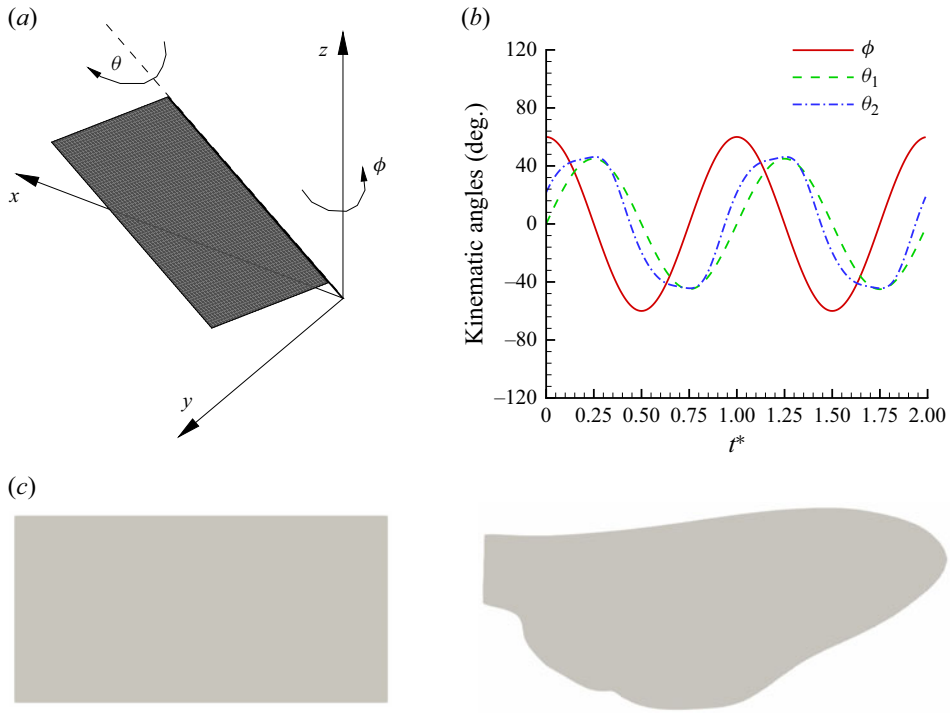 (a)
θ
z
ϕ
x
y
(b)
Kinematic angles (deg.)
120
80
40
0
–40
–80
–120
0 0.25 0.50 0.75 1.00 1.25 1.50 1.75 2.00
t*
ϕ
θ1
θ2
(c)